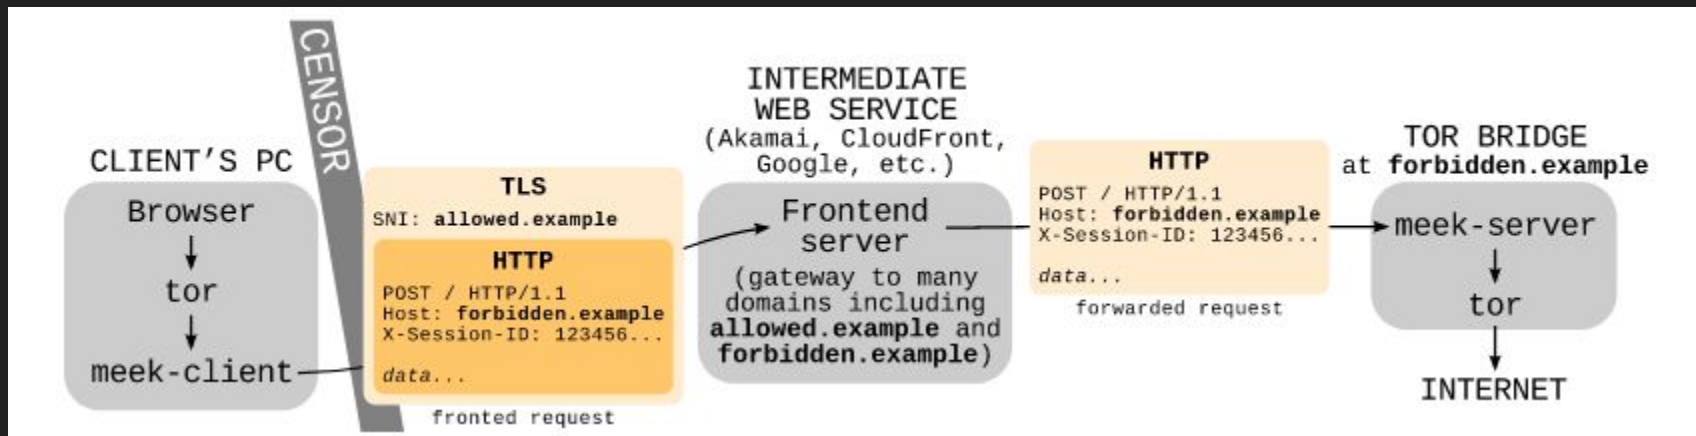 CENSOR
CLIENT'S PC
Browser
tor
meek-client
TLS
SNI: allowed.example
HTTP
POST / HTTP/1.1
Host: forbidden.example
X-Session-ID: 123456...
data...
fronted request
INTERMEDIATE
WEB SERVICE
(Akamai, CloudFront,
Google, etc.)
Frontend
server
(gateway to many
domains including
allowed.example and
forbidden.example)
HTTP
POST / HTTP/1.1
Host: forbidden.example
X-Session-ID: 123456...
data...
forwarded request
TOR BRIDGE
at forbidden.example
meek-server
tor
INTERNET